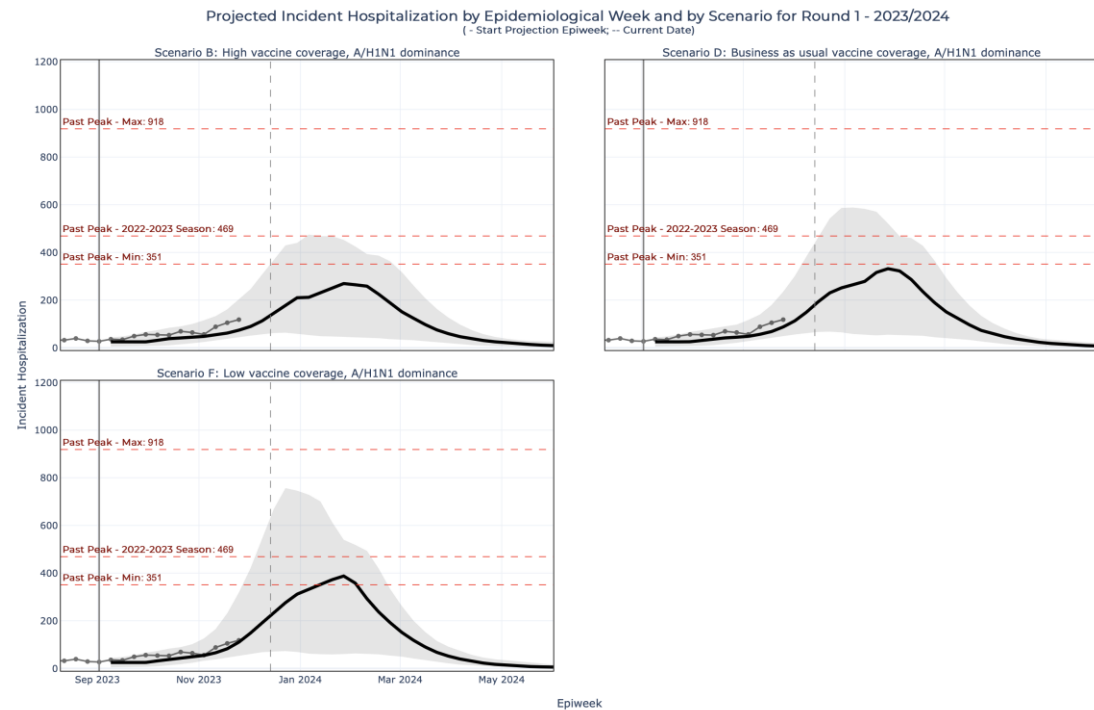 Projected Incident Hospitalization by Epidemiological Week and by Scenario for Round 1 - 2023/2024
( - Start Projection Epiweek; -- Current Date)
Scenario B: High vaccine coverage, A/H1N1 dominance
1200
1000
Past Peak - Max: 918
800
600
Past Peak - 2022-2023 Season: 469
400
Past Peak - Min: 351
200
0
Scenario D: Business as usual vaccine coverage, A/H1N1 dominance
Past Peak - Max: 918
Past Peak - 2022-2023 Season: 469
Past Peak - Min: 351
Incident Hospitalization
Scenario F: Low vaccine coverage, A/H1N1 dominance
1200
1000
Past Peak - Max: 918
800
600
Past Peak - 2022-2023 Season: 469
400
Past Peak - Min: 351
200
0
Sep 2023
Nov 2023
Jan 2024
Mar 2024
May 2024
Epiweek